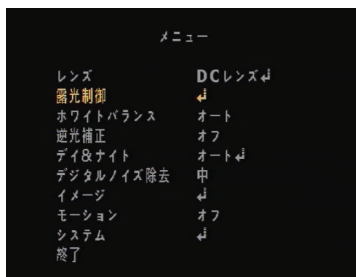 メニュー
レンズ DCレンズ↲
露光制御 ↲
ホワイトバランス オート
逆光補正 オフ
デイ&ナイト オート↲
デジタルノイズ除去 中
イメージ ↲
モーション オフ
システム ↲
終了